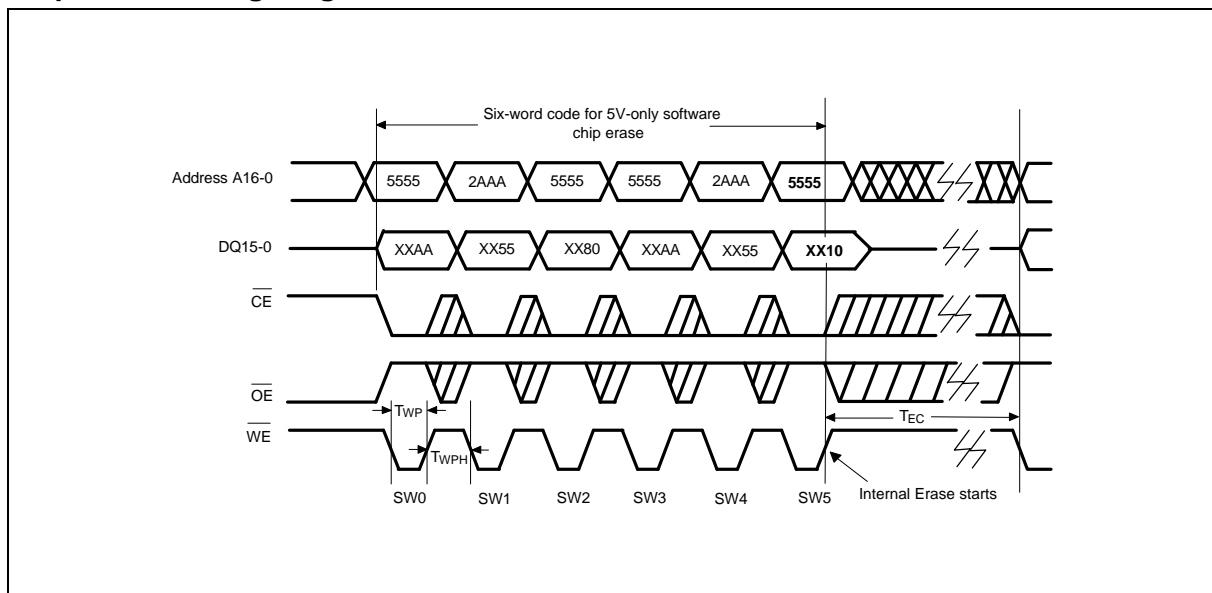 Six-word code for 5V-only software
chip erase
Address A16-0
5555
2AAA
5555
5555
2AAA
5555
DQ15-0
XXAA
XX55
XX80
XXAA
XX55
XX10
CE
OE
TWP
TEC
WE
TWPH
Internal Erase starts
SW0
SW1
SW2
SW3
SW4
SW5